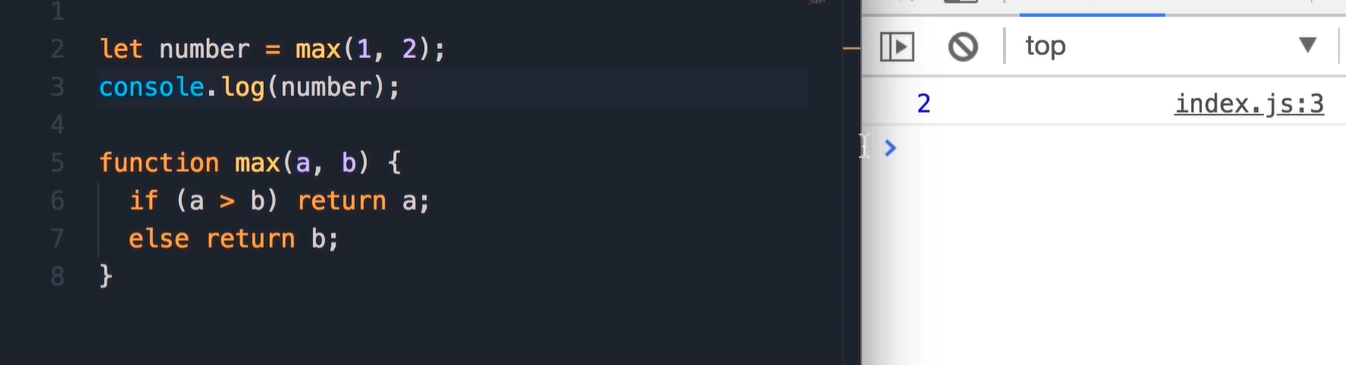 1
2 let number = max(1, 2);
3 console.log(number);
4
5 function max(a, b) {
6   if (a > b) return a;
7   else return b;
8 }
top
2 index.js:3
>